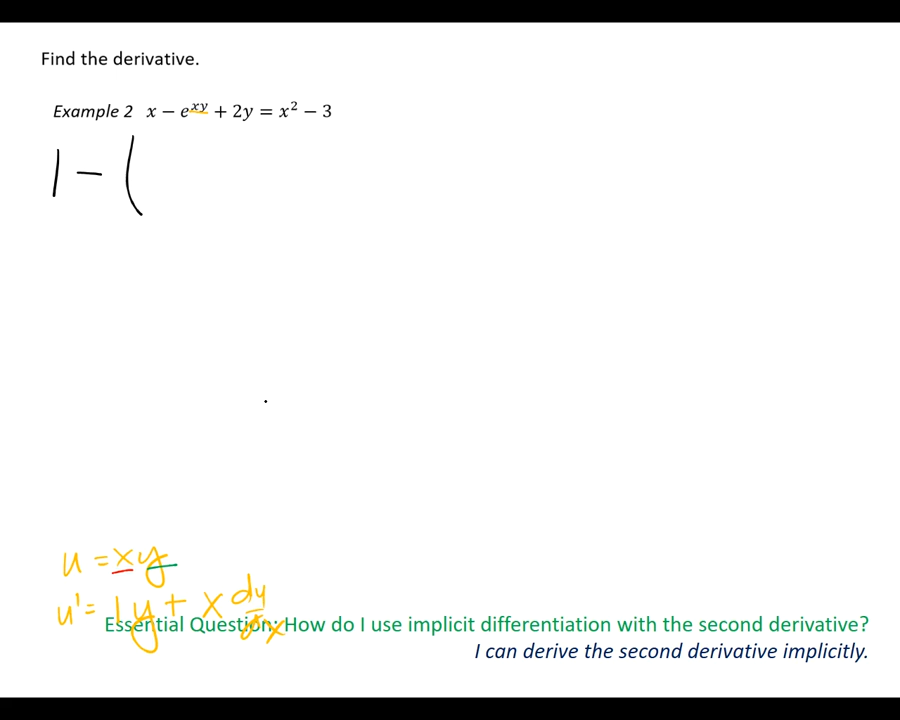 Find the derivative.
Example 2 x − e^{xy} + 2y = x² − 3
1 − (
u = xy
u' = 1y + x dy/dx
Essential Question: How do I use implicit differentiation with the second derivative?
I can derive the second derivative implicitly.